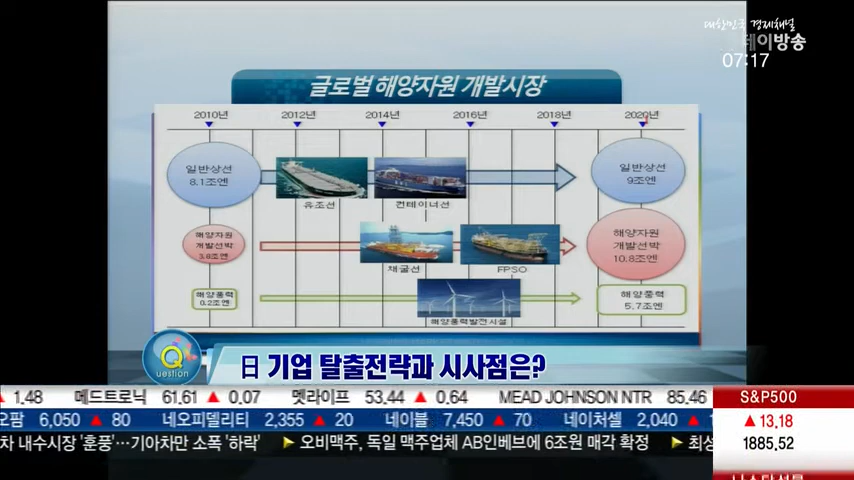 대한민국 경제채널
데이방송
07:17
글로벌 해양자원 개발시장
2010년 2012년 2014년 2016년 2018년 2020년
일반상선
8.1조엔
유조선
컨테이너선
일반상선
9조엔
해양자원
개발선박
3.8조엔
채굴선
FPSO
해양자원
개발선박
10.8조엔
해양풍력
0.2조엔
해양풍력발전시설
해양풍력
5.7조엔
Question
日 기업 탈출전략과 시사점은?
▲ 1.48 메드트로닉 61.61 ▲ 0.07 멧라이프 53.44 ▲ 0.64 MEAD JOHNSON NTR 85.46
오팜 6,050 ▲ 80 네오피델리티 2,355 ▲ 20 네이블 7,450 ▲ 70 네이처셀 2,040 ▲
차 내수시장 '훈풍'…기아차만 소폭 '하락' ▶ 오비맥주, 독일 맥주업체 AB인베브에 6조원 매각 확정 ▶ 최성
S&P500
▲ 13.18
1885.52